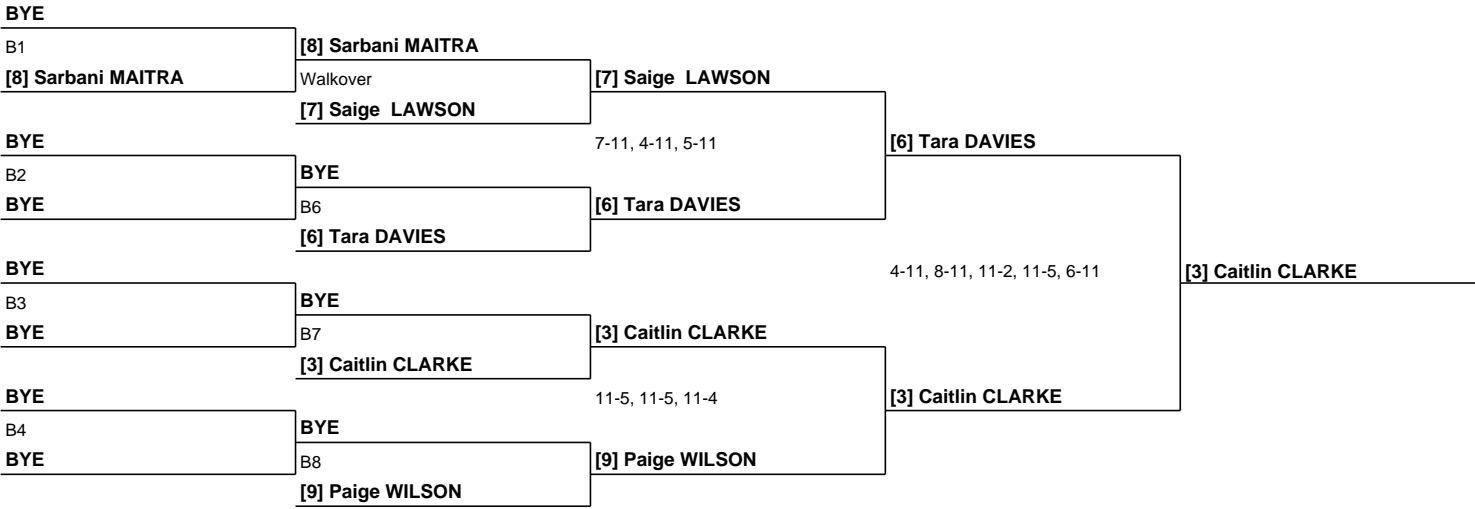 BYE
B1
[8] Sarbani MAITRA
[8] Sarbani MAITRA
Walkover
[7] Saige  LAWSON
[7] Saige  LAWSON
BYE
B2
BYE
BYE
B6
[6] Tara DAVIES
7-11, 4-11, 5-11
[6] Tara DAVIES
[6] Tara DAVIES
BYE
B3
BYE
BYE
B7
[3] Caitlin CLARKE
[3] Caitlin CLARKE
4-11, 8-11, 11-2, 11-5, 6-11
[3] Caitlin CLARKE
BYE
B4
BYE
BYE
B8
[9] Paige WILSON
11-5, 11-5, 11-4
[9] Paige WILSON
[3] Caitlin CLARKE